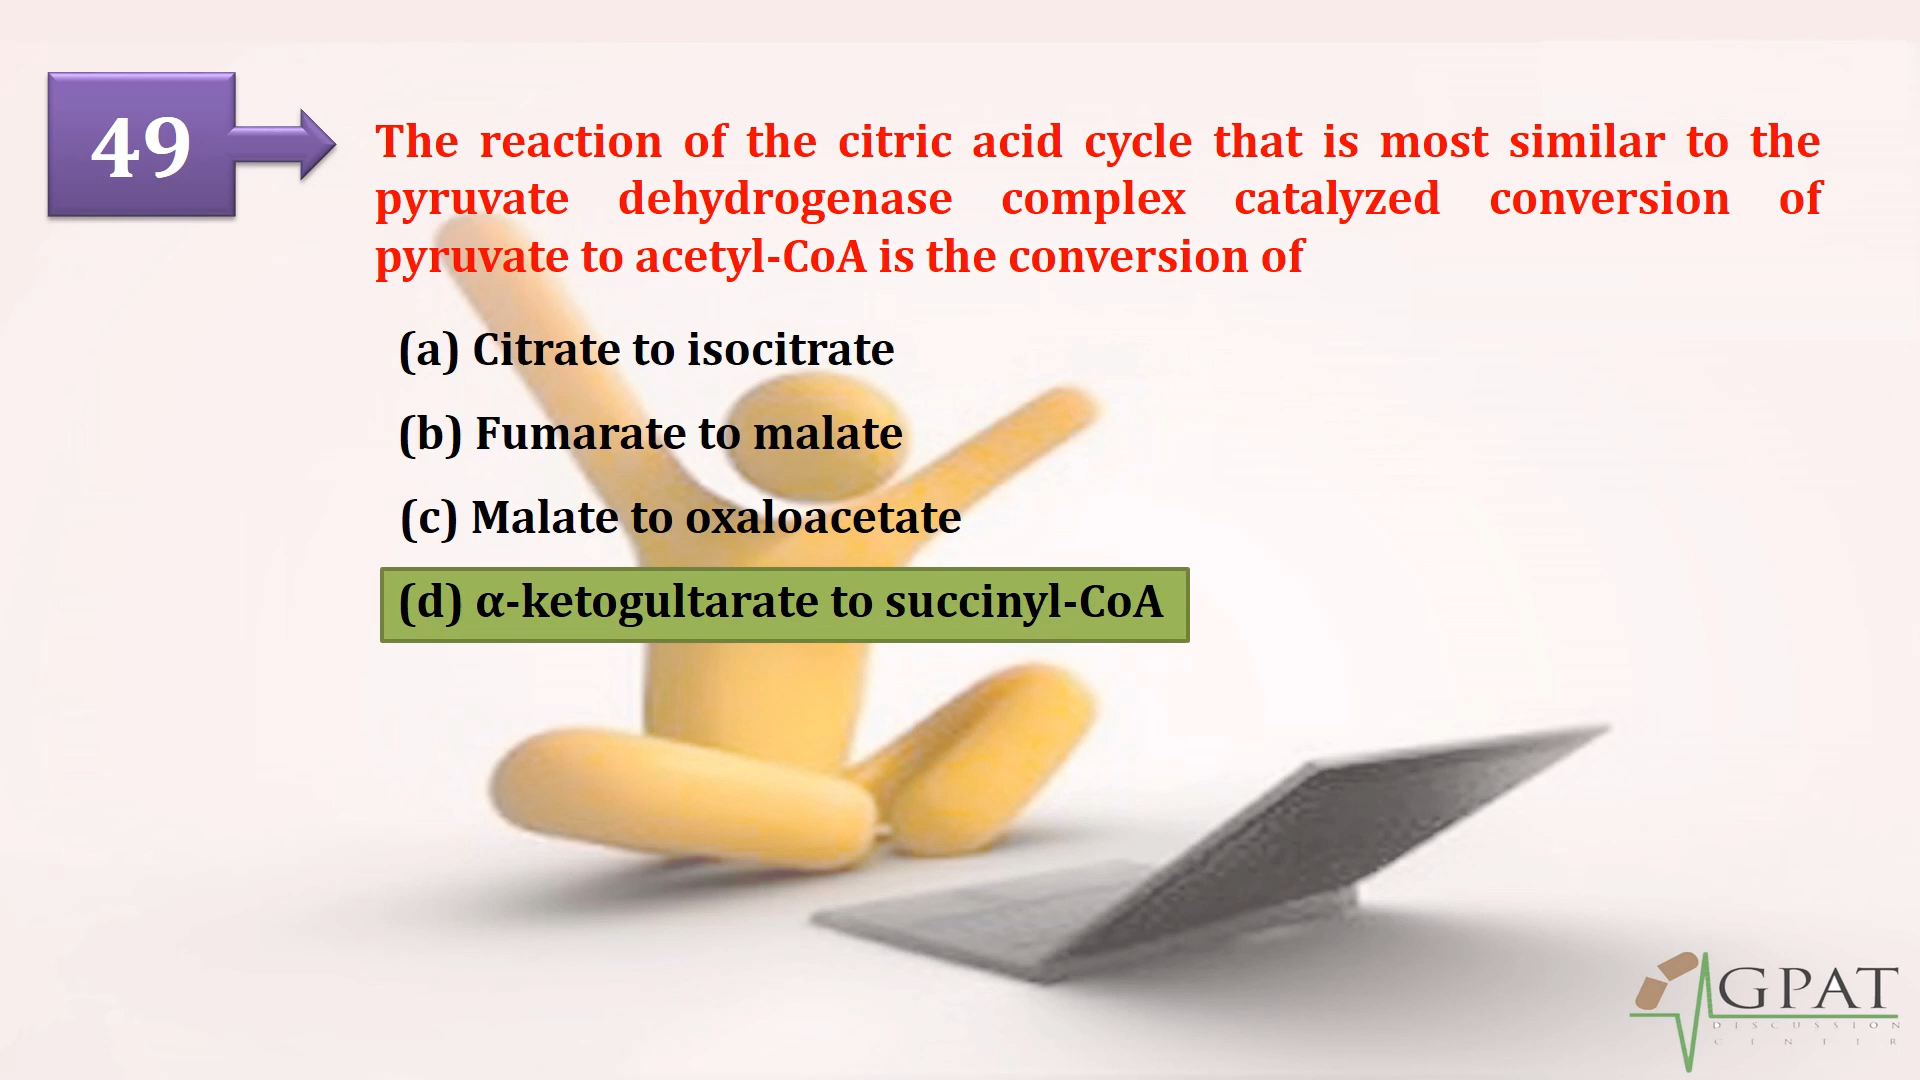 49
The reaction of the citric acid cycle that is most similar to the
pyruvate dehydrogenase complex catalyzed conversion of
pyruvate to acetyl-CoA is the conversion of
(a) Citrate to isocitrate
(b) Fumarate to malate
(c) Malate to oxaloacetate
(d) α-ketogultarate to succinyl-CoA
GPAT
DISCUSSION
CENTER